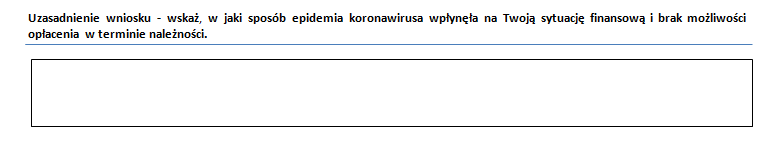 Uzasadnienie wniosku - wskaż, w jaki sposób epidemia koronawirusa wpłynęła na Twoją sytuację finansową i brak możliwości
opłacenia w terminie należności.